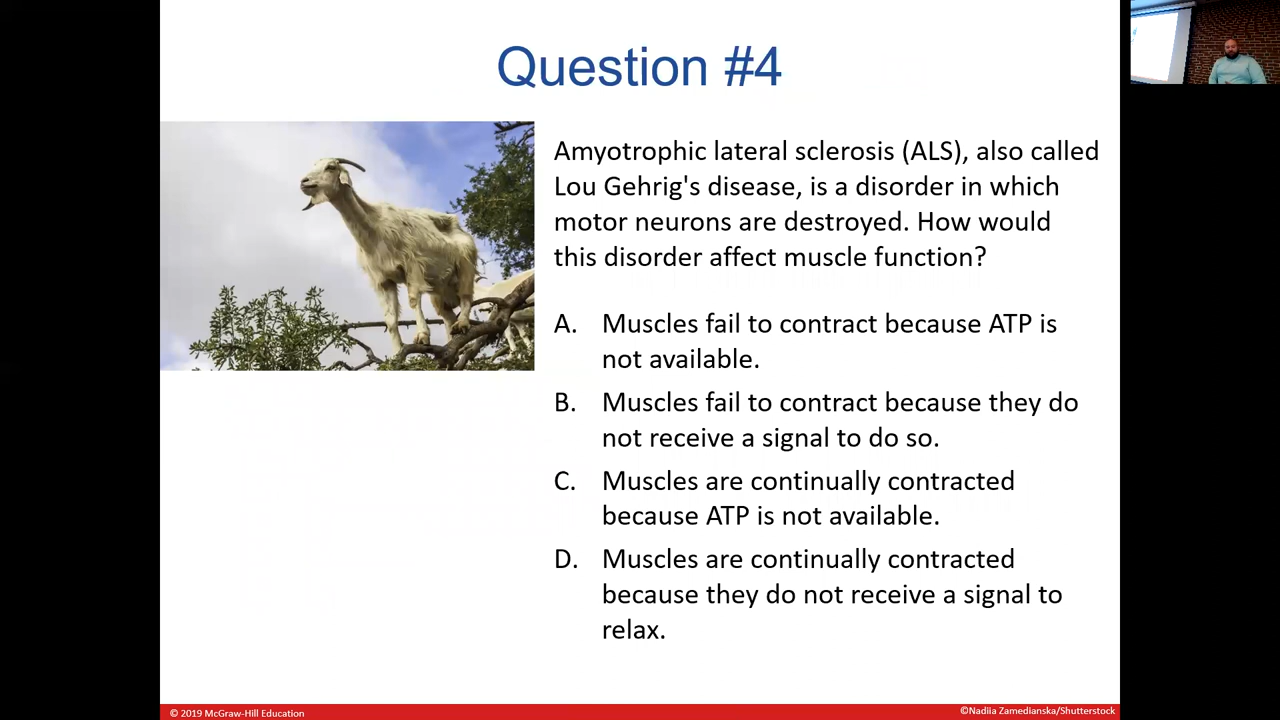 Question #4
Amyotrophic lateral sclerosis (ALS), also called
Lou Gehrig's disease, is a disorder in which
motor neurons are destroyed. How would
this disorder affect muscle function?
A. Muscles fail to contract because ATP is
not available.
B. Muscles fail to contract because they do
not receive a signal to do so.
C. Muscles are continually contracted
because ATP is not available.
D. Muscles are continually contracted
because they do not receive a signal to
relax.
© 2019 McGraw-Hill Education
©Nadiia Zamedianska/Shutterstock